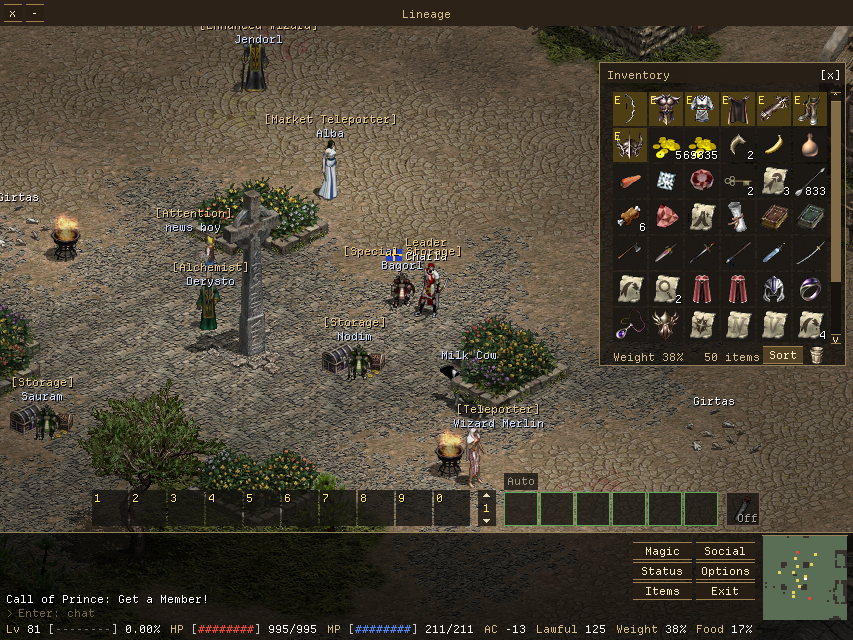 x
-
Lineage
[Enhanced Wizard]
Jendorl
Inventory
[x]
[Market Teleporter]
Alba
E
E
E
E
E
E
E
569835
2
2
3
833
6
2
4
Weight 38%
50 items
Sort
Girtas
[Attention]
news boy
Leader
Charly
[Special Storage]
Bagorl
[Alchemist]
Derysto
[Storage]
Nodim
Milk Cow
[Storage]
Sauram
Girtas
[Teleporter]
Wizard Merlin
Auto
1
2
3
4
5
6
7
8
9
0
1
Off
Magic
Social
Status
Options
Items
Exit
Call of Prince: Get a Member!
> Enter: chat
Lv 81 [--------] 0.00% HP [########] 995/995 MP [########] 211/211 AC -13 Lawful 125 Weight 38% Food 17%